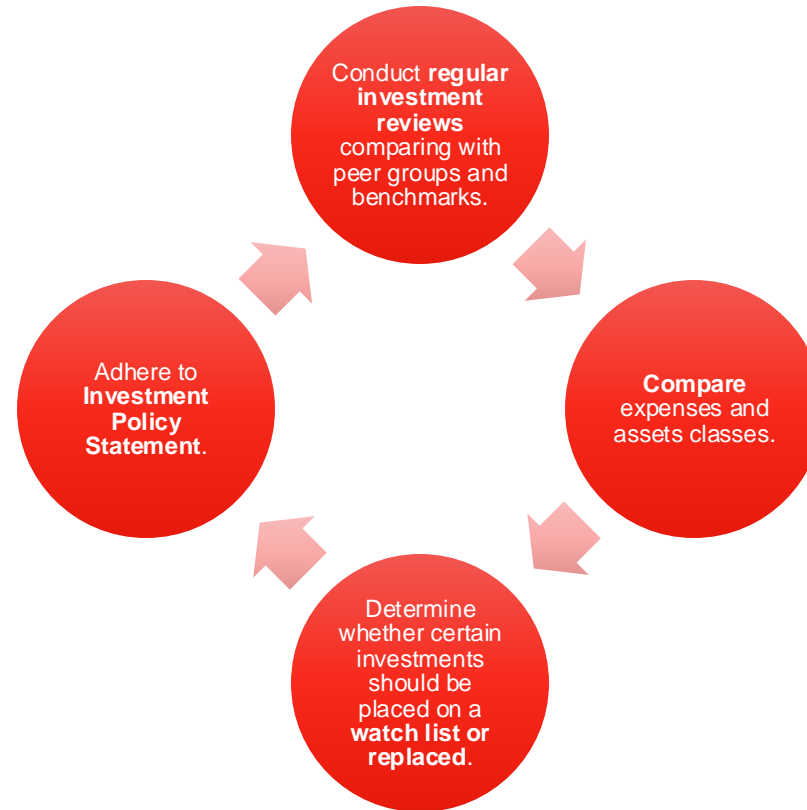 Conduct regular
investment
reviews
comparing with
peer groups and
benchmarks.
Compare
expenses and
assets classes.
Determine
whether certain
investments
should be
placed on a
watch list or
replaced.
Adhere to
Investment
Policy
Statement.